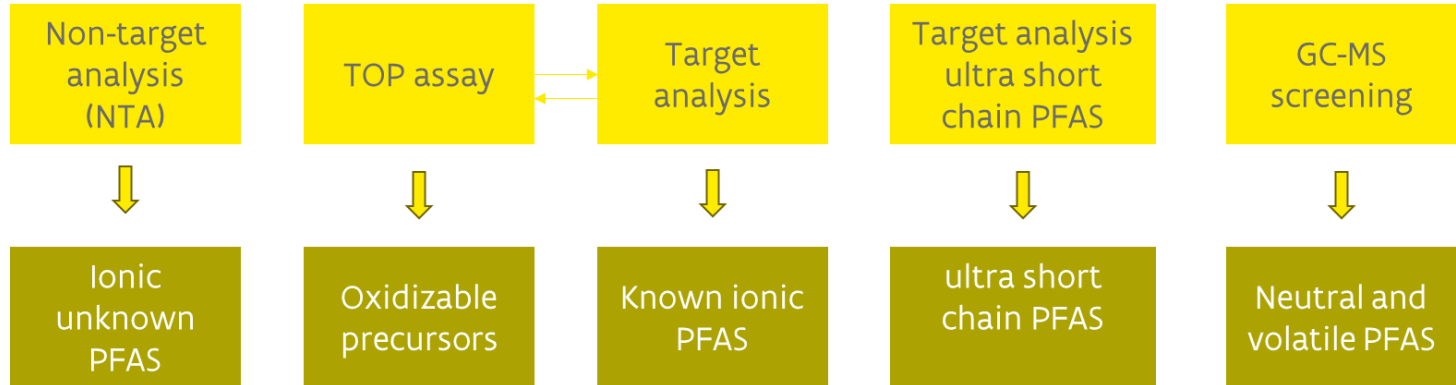 Non-target
analysis
(NTA)
TOP assay
Target
analysis
Target analysis
ultra short
chain PFAS
GC-MS
screening
Ionic
unknown
PFAS
Oxidizable
precursors
Known ionic
PFAS
ultra short
chain PFAS
Neutral and
volatile PFAS